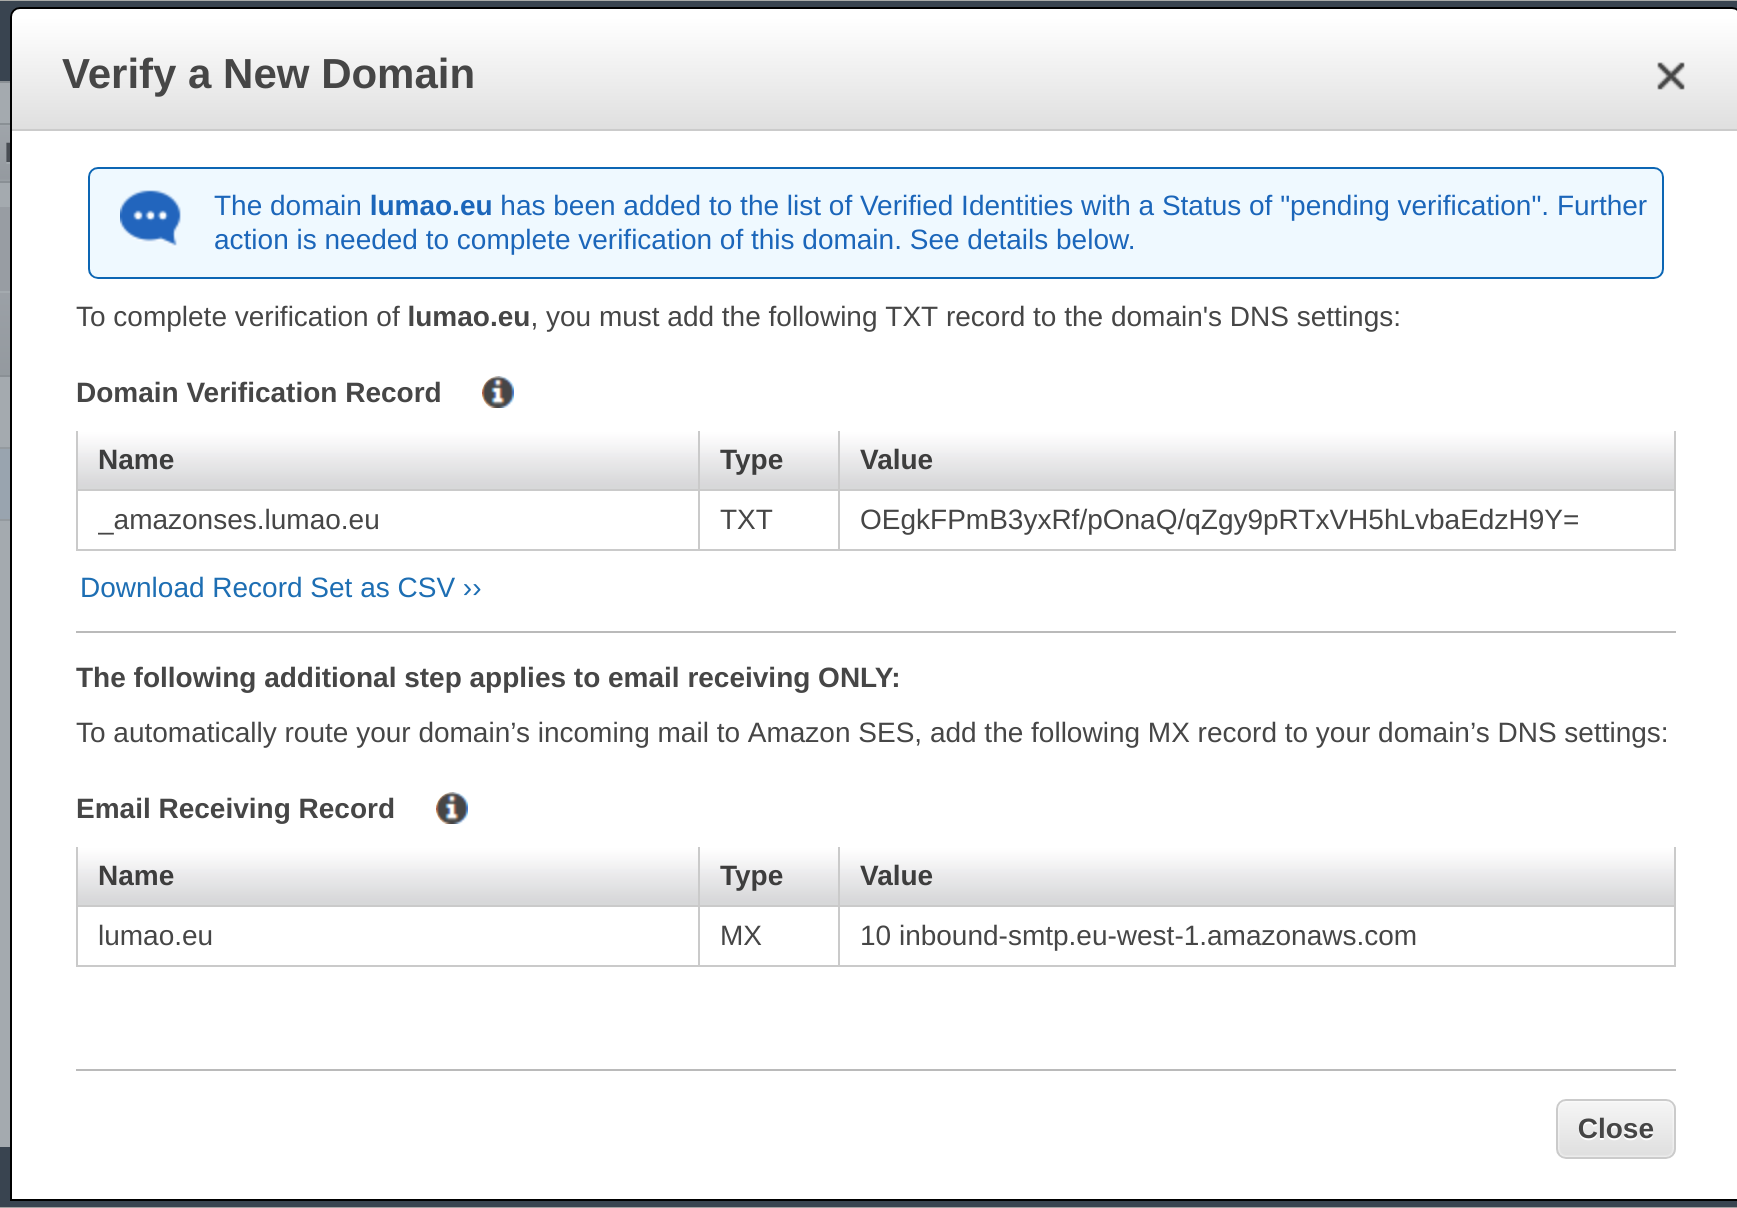 Verify a New Domain
The domain lumao.eu has been added to the list of Verified Identities with a Status of "pending verification". Further
action is needed to complete verification of this domain. See details below.
To complete verification of lumao.eu, you must add the following TXT record to the domain's DNS settings:
Domain Verification Record
Name Type Value
_amazonses.lumao.eu TXT OEgkFPmB3yxRf/pOnaQ/qZgy9pRTxVH5hLvbaEdzH9Y=
Download Record Set as CSV ››
The following additional step applies to email receiving ONLY:
To automatically route your domain’s incoming mail to Amazon SES, add the following MX record to your domain’s DNS settings:
Email Receiving Record
Name Type Value
lumao.eu MX 10 inbound-smtp.eu-west-1.amazonaws.com
Close